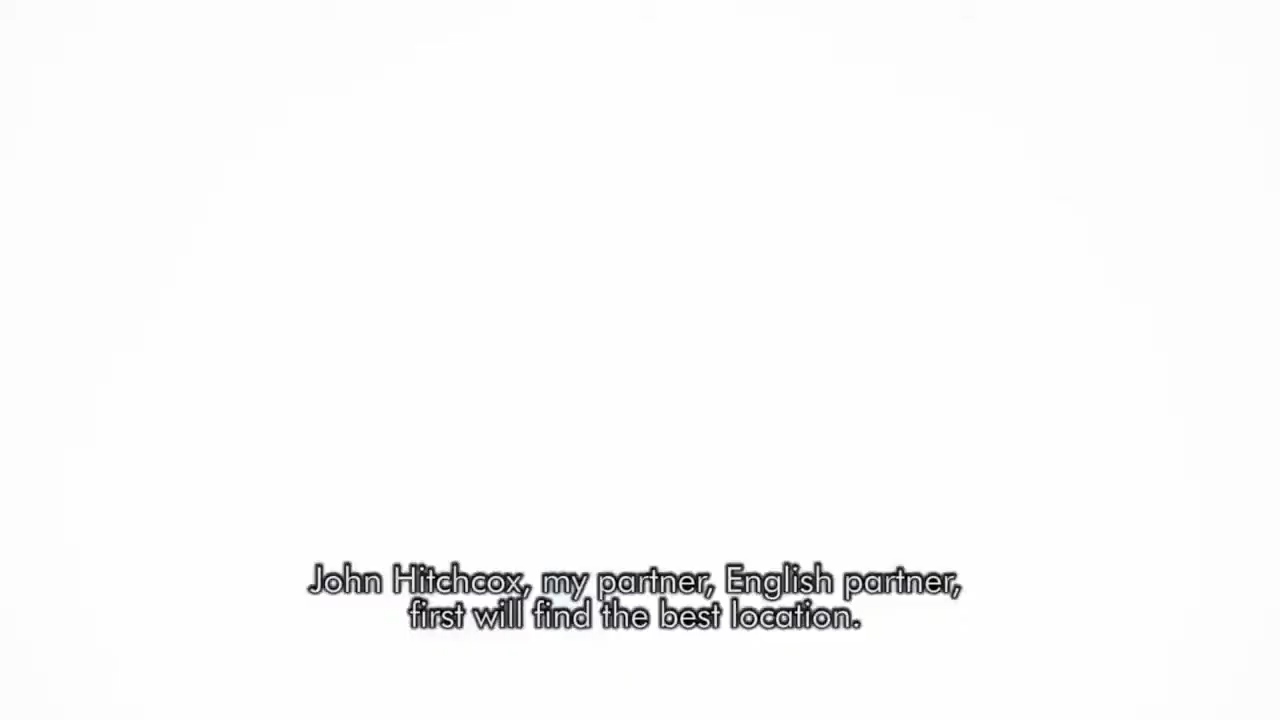 John Hitchcox, my partner, English partner,
first will find the best location.